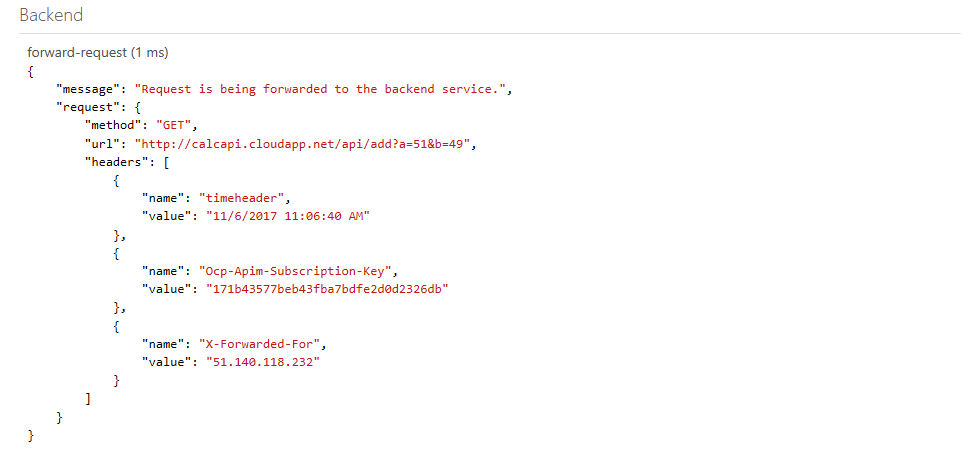 Backend
forward-request (1 ms)
{
    "message": "Request is being forwarded to the backend service.",
    "request": {
        "method": "GET",
        "url": "http://calcapi.cloudapp.net/api/add?a=51&b=49",
        "headers": [
            {
                "name": "timeheader",
                "value": "11/6/2017 11:06:40 AM"
            },
            {
                "name": "Ocp-Apim-Subscription-Key",
                "value": "171b43577beb43fba7bdfe2d0d2326db"
            },
            {
                "name": "X-Forwarded-For",
                "value": "51.140.118.232"
            }
        ]
    }
}